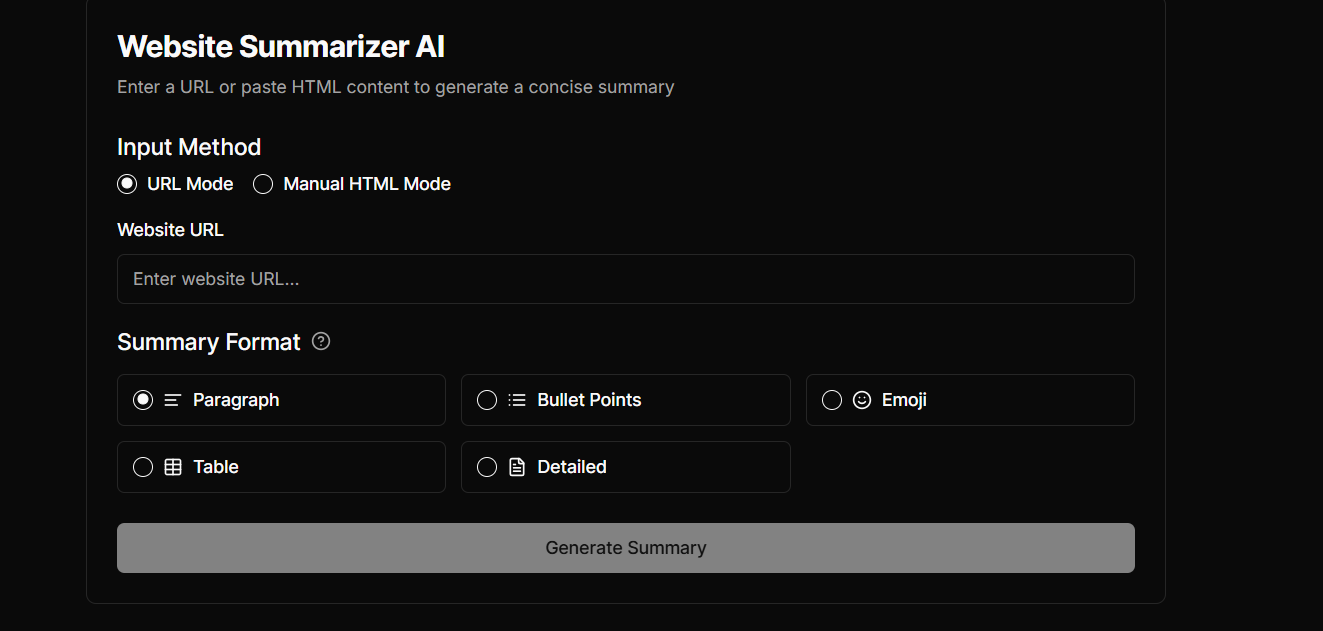 Website Summarizer AI
Enter a URL or paste HTML content to generate a concise summary
Input Method
URL Mode Manual HTML Mode
Website URL
Enter website URL...
Summary Format ?
Paragraph Bullet Points Emoji
Table Detailed
Generate Summary